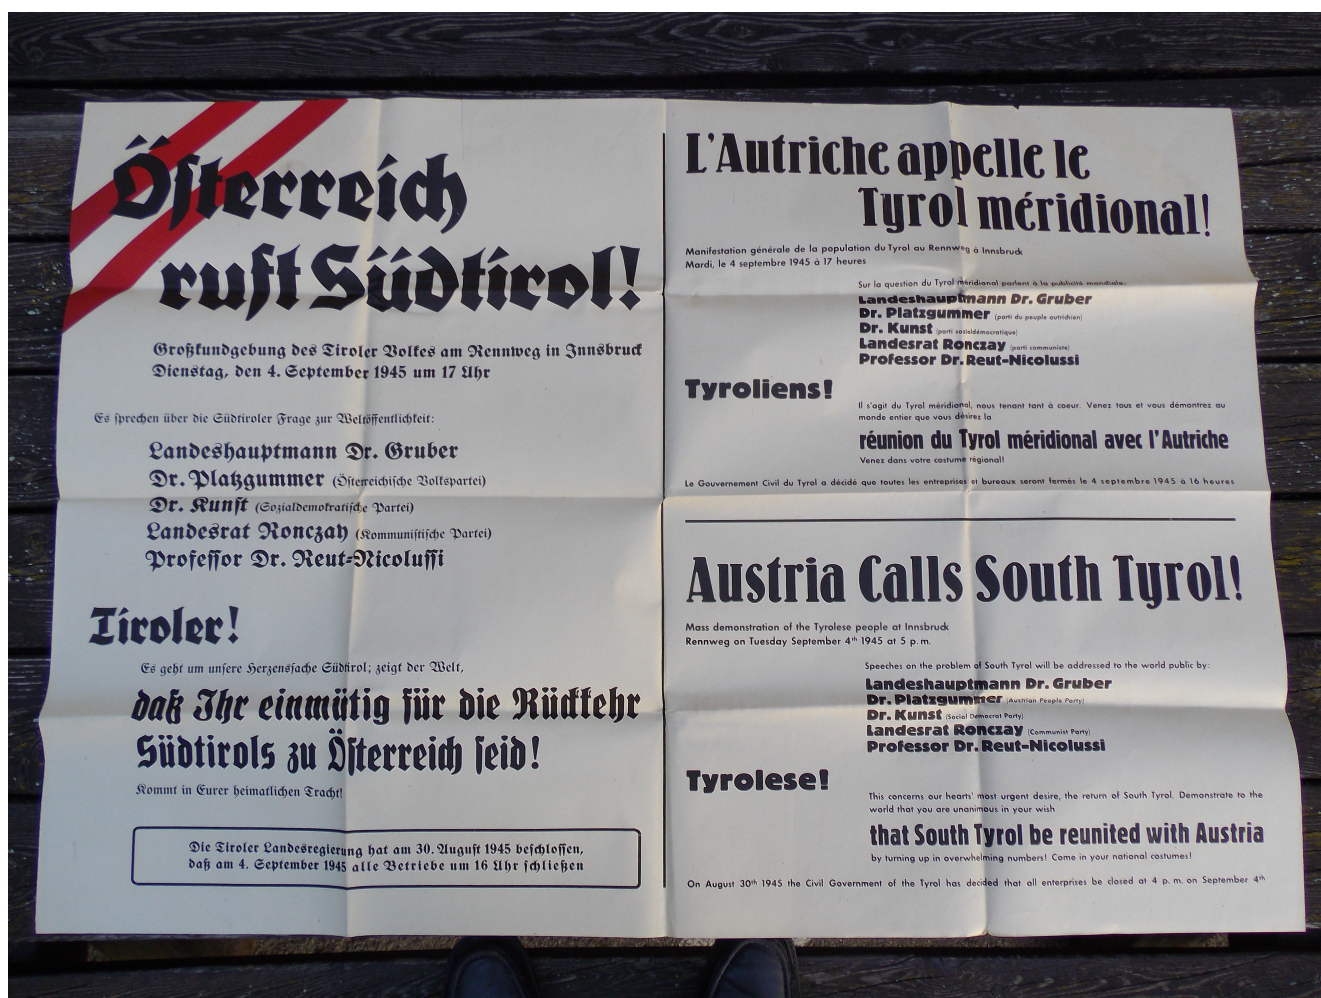 Österreich
ruft Südtirol!
Großkundgebung des Tiroler Volkes am Rennweg in Innsbruck
Dienstag, den 4. September 1945 um 17 Uhr
Es sprechen über die Südtiroler Frage zur Weltöffentlichkeit:
Landeshauptmann Dr. Gruber
Dr. Platzgummer (Österreichische Volkspartei)
Dr. Kunst (Sozialdemokratische Partei)
Landesrat Ronczay (Kommunistische Partei)
Professor Dr. Reut-Nicolussi
Tiroler!
Es geht um unsere Herzenssache Südtirol; zeigt der Welt,
daß Ihr einmütig für die Rückkehr
Südtirols zu Österreich seid!
Kommt in Eurer heimatlichen Tracht!
Die Tiroler Landesregierung hat am 30. August 1945 beschlossen,
daß am 4. September 1945 alle Betriebe um 16 Uhr schließen
L'Autriche appelle le
Tyrol méridional!
Manifestation générale de la population du Tyrol au Rennweg à Innsbruck
Mardi, le 4 septembre 1945 à 17 heures
Sur la question du Tyrol méridional parlent à la publicité mondiale:
Landeshauptmann Dr. Gruber
Dr. Platzgummer (parti du peuple autrichien)
Dr. Kunst (parti sozialdémocratique)
Landesrat Ronczay (parti communiste)
Professor Dr. Reut-Nicolussi
Tyroliens!
Il s'agit du Tyrol méridional, nous tenant tant à coeur. Venez tous et vous démontrez au
monde entier que vous désirez la
réunion du Tyrol méridional avec l'Autriche
Venez dans votre costume régional!
Le Gouvernement Civil du Tyrol a décidé que toutes les entreprises et bureaux seront fermés le 4 septembre 1945 à 16 heures
Austria Calls South Tyrol!
Mass demonstration of the Tyrolese people at Innsbruck
Rennweg on Tuesday September 4th 1945 at 5 p. m.
Speeches on the problem of South Tyrol will be addressed to the world public by:
Landeshauptmann Dr. Gruber
Dr. Platzgummer (Austrian People Party)
Dr. Kunst (Social Democrat Party)
Landesrat Ronczay (Communist Party)
Professor Dr. Reut-Nicolussi
Tyrolese!
This concerns our hearts' most urgent desire, the return of South Tyrol. Demonstrate to the
world that you are unanimous in your wish
that South Tyrol be reunited with Austria
by turning up in overwhelming numbers! Come in your national costumes!
On August 30th 1945 the Civil Government of the Tyrol has decided that all enterprises be closed at 4 p. m. on September 4th